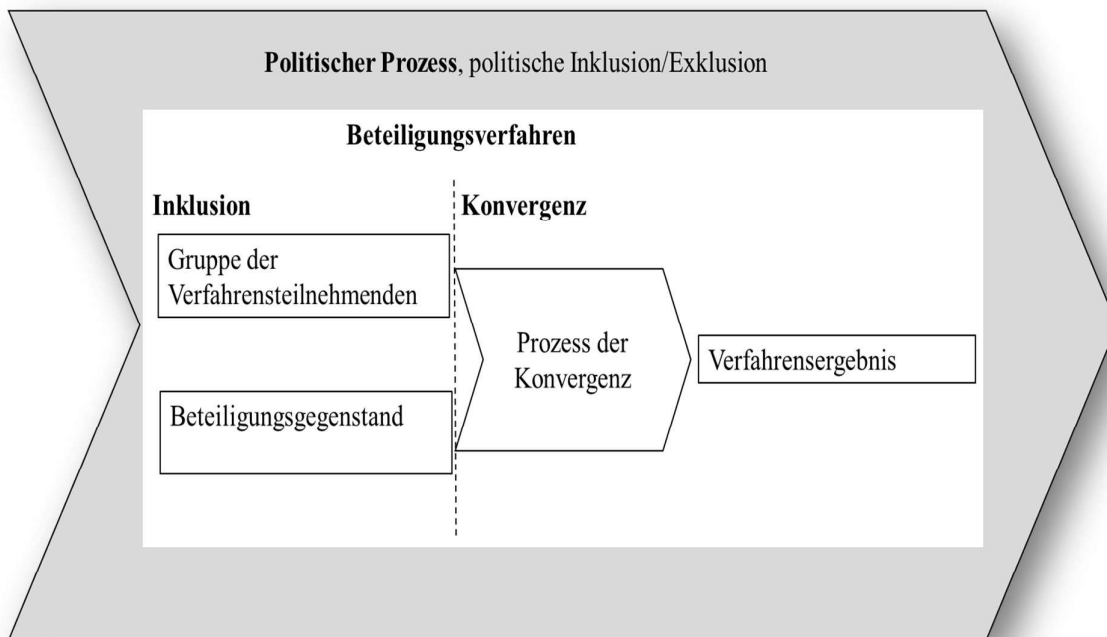 Politischer Prozess, politische Inklusion/Exklusion
Beteiligungsverfahren
Inklusion
Konvergenz
Gruppe der
Verfahrensteilnehmenden
Prozess der
Konvergenz
Verfahrensergebnis
Beteiligungsgegenstand